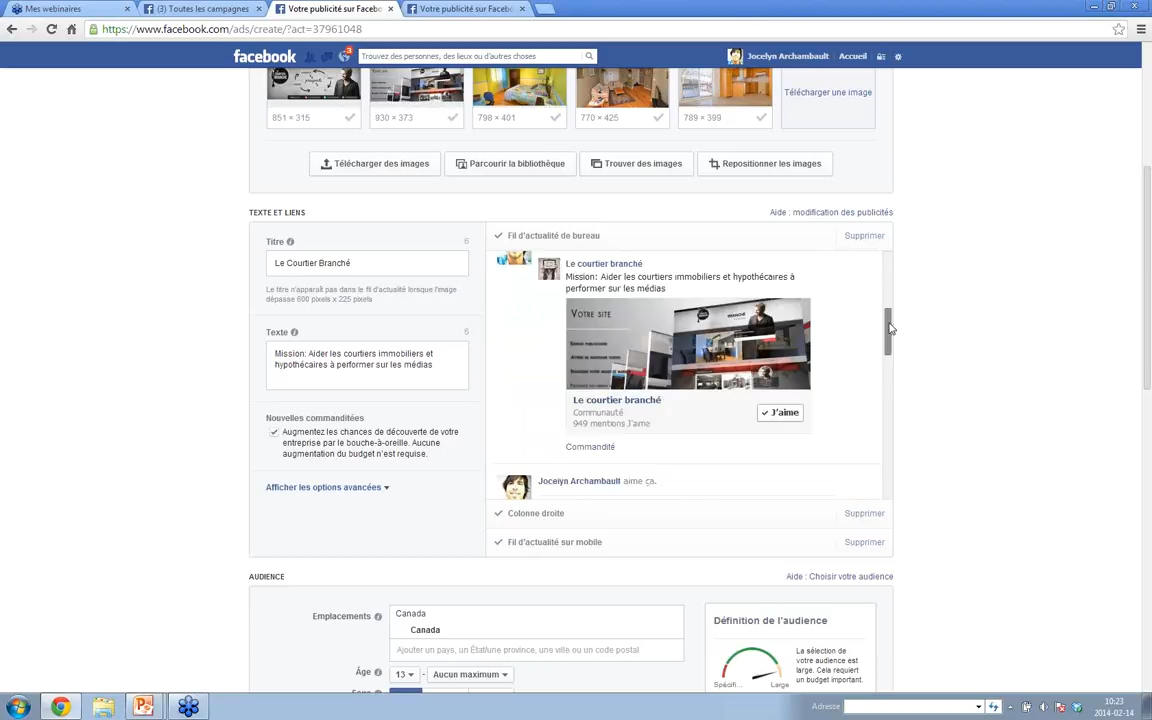 Mes webinaires
(3) Toutes les campagnes
Votre publicité sur Facebo
Votre publicité sur Facebo
https://www.facebook.com/ads/create/?act=37961048
facebook
3
Trouvez des personnes, des lieux ou d'autres choses
Jocelyn Archambault
Accueil
851 × 315
930 × 373
798 × 401
770 × 425
789 × 399
Télécharger une image
Télécharger des images
Parcourir la bibliothèque
Trouver des images
Repositionner les images
TEXTE ET LIENS
Aide : modification des publicités
Titre
6
Le Courtier Branché
Le titre n'apparaît pas dans le fil d'actualité lorsque l'image
dépasse 600 pixels x 225 pixels
Texte
6
Mission: Aider les courtiers immobiliers et
hypothécaires à performer sur les médias
Nouvelles commanditées
Augmentez les chances de découverte de votre
entreprise par le bouche-à-oreille. Aucune
augmentation du budget n'est requise.
Afficher les options avancées
Fil d'actualité de bureau
Supprimer
Le courtier branché
Mission: Aider les courtiers immobiliers et hypothécaires à
performer sur les médias
VOTRE SITE
Le courtier branché
Communauté
949 mentions J'aime
J'aime
Commandité
Jocelyn Archambault aime ça.
Colonne droite
Supprimer
Fil d'actualité sur mobile
Supprimer
AUDIENCE
Aide : Choisir votre audience
Emplacements
Canada
Canada
Ajouter un pays, un État/une province, une ville ou un code postal
Âge
13
-
Aucun maximum
Définition de l'audience
La sélection de
votre audience est
large. Cela requiert
un budget important.
Spécifi...
Large
Adresse
10:23
2014-02-14